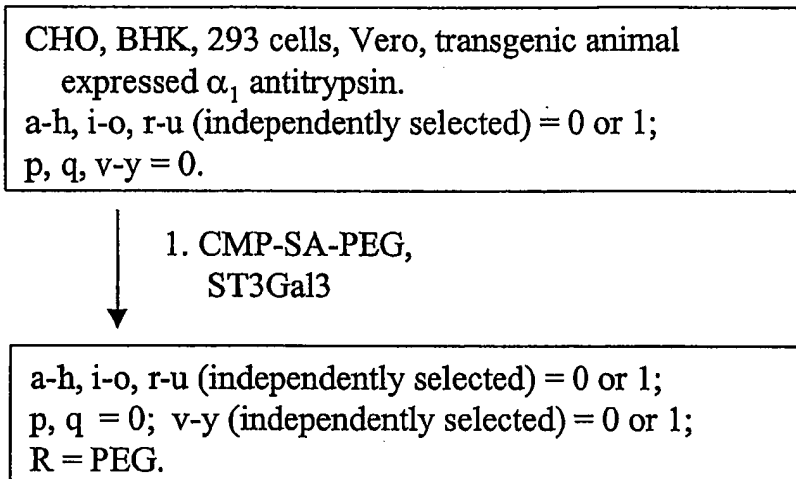 CHO, BHK, 293 cells, Vero, transgenic animal
expressed α₁ antitrypsin.
a-h, i-o, r-u (independently selected) = 0 or 1;
p, q, v-y = 0.
1. CMP-SA-PEG,
ST3Gal3
a-h, i-o, r-u (independently selected) = 0 or 1;
p, q = 0; v-y (independently selected) = 0 or 1;
R = PEG.